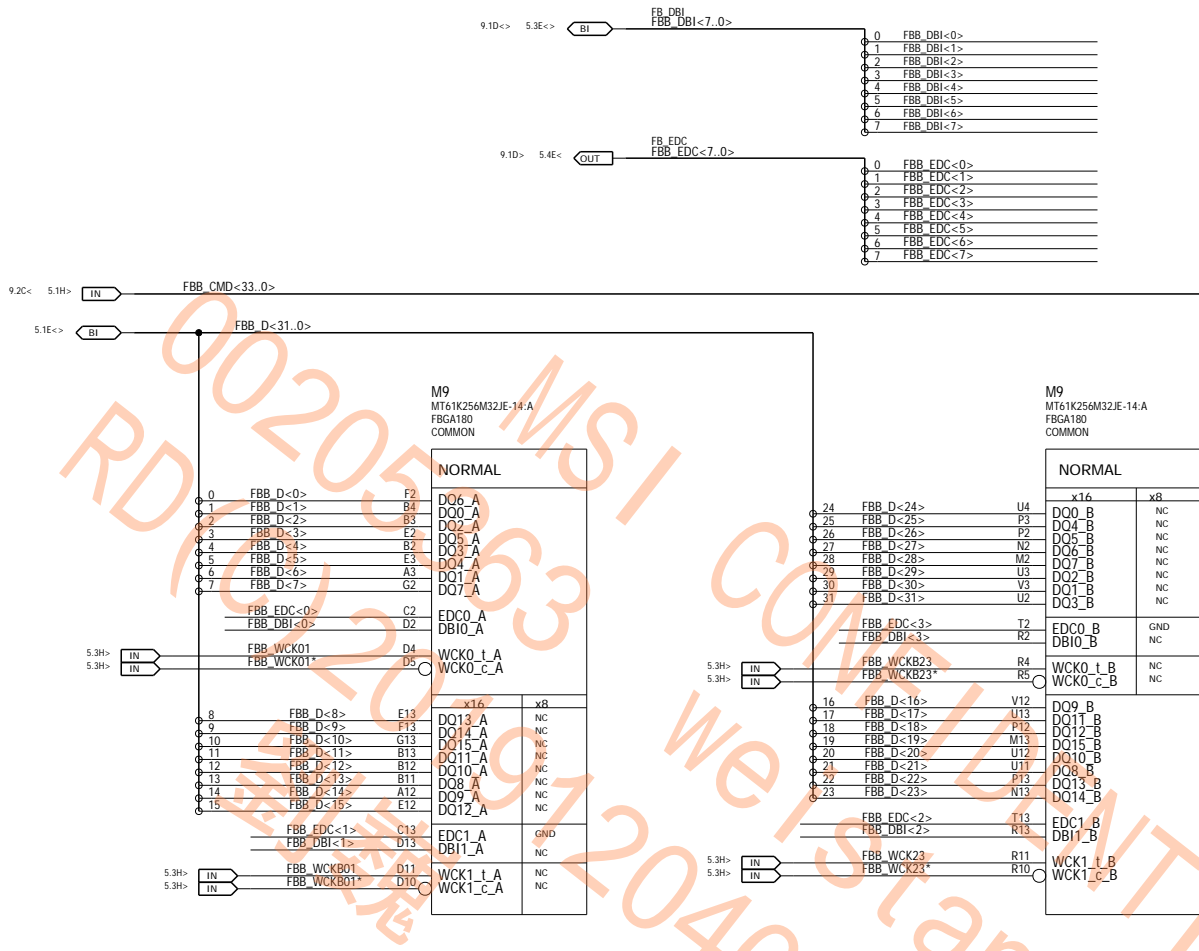 FB_DBI
9.1D<> 5.3E<> BI FBB_DBI<7..0>
0 FBB_DBI<0>
1 FBB_DBI<1>
2 FBB_DBI<2>
3 FBB_DBI<3>
4 FBB_DBI<4>
5 FBB_DBI<5>
6 FBB_DBI<6>
7 FBB_DBI<7>
FB_EDC
9.1D> 5.4E< OUT FBB_EDC<7..0>
0 FBB_EDC<0>
1 FBB_EDC<1>
2 FBB_EDC<2>
3 FBB_EDC<3>
4 FBB_EDC<4>
5 FBB_EDC<5>
6 FBB_EDC<6>
7 FBB_EDC<7>
9.2C< 5.1H> IN FBB_CMD<33..0>
5.1E<> BI FBB_D<31..0>
M9
MT61K256M32JE-14:A
FBGA180
COMMON
NORMAL
0 FBB_D<0> F2 DQ6_A
1 FBB_D<1> B4 DQ0_A
2 FBB_D<2> B3 DQ2_A
3 FBB_D<3> E2 DQ5_A
4 FBB_D<4> B2 DQ3_A
5 FBB_D<5> E3 DQ4_A
6 FBB_D<6> A3 DQ1_A
7 FBB_D<7> G2 DQ7_A
FBB_EDC<0> C2 EDC0_A
FBB_DBI<0> D2 DBI0_A
5.3H> IN FBB_WCK01 D4 WCK0_t_A
5.3H> IN FBB_WCK01* D5 WCK0_c_A
x16 x8
8 FBB_D<8> E13 DQ13_A NC
9 FBB_D<9> F13 DQ14_A NC
10 FBB_D<10> G13 DQ15_A NC
11 FBB_D<11> B13 DQ11_A NC
12 FBB_D<12> B12 DQ10_A NC
13 FBB_D<13> B11 DQ8_A NC
14 FBB_D<14> A12 DQ9_A NC
15 FBB_D<15> E12 DQ12_A NC
FBB_EDC<1> C13 EDC1_A GND
FBB_DBI<1> D13 DBI1_A NC
5.3H> IN FBB_WCKB01 D11 WCK1_t_A NC
5.3H> IN FBB_WCKB01* D10 WCK1_c_A NC
M9
MT61K256M32JE-14:A
FBGA180
COMMON
NORMAL
x16 x8
24 FBB_D<24> U4 DQ0_B NC
25 FBB_D<25> P3 DQ4_B NC
26 FBB_D<26> P2 DQ5_B NC
27 FBB_D<27> N2 DQ6_B NC
28 FBB_D<28> M2 DQ7_B NC
29 FBB_D<29> U3 DQ2_B NC
30 FBB_D<30> V3 DQ1_B NC
31 FBB_D<31> U2 DQ3_B NC
FBB_EDC<3> T2 EDC0_B GND
FBB_DBI<3> R2 DBI0_B NC
5.3H> IN FBB_WCKB23 R4 WCK0_t_B NC
5.3H> IN FBB_WCKB23* R5 WCK0_c_B NC
16 FBB_D<16> V12 DQ9_B
17 FBB_D<17> U13 DQ11_B
18 FBB_D<18> P12 DQ12_B
19 FBB_D<19> M13 DQ15_B
20 FBB_D<20> U12 DQ10_B
21 FBB_D<21> U11 DQ8_B
22 FBB_D<22> P13 DQ13_B
23 FBB_D<23> N13 DQ14_B
FBB_EDC<2> T13 EDC1_B
FBB_DBI<2> R13 DBI1_B
5.3H> IN FBB_WCK23 R11 WCK1_t_B
5.3H> IN FBB_WCK23* R10 WCK1_c_B
MSI CONFIDENT